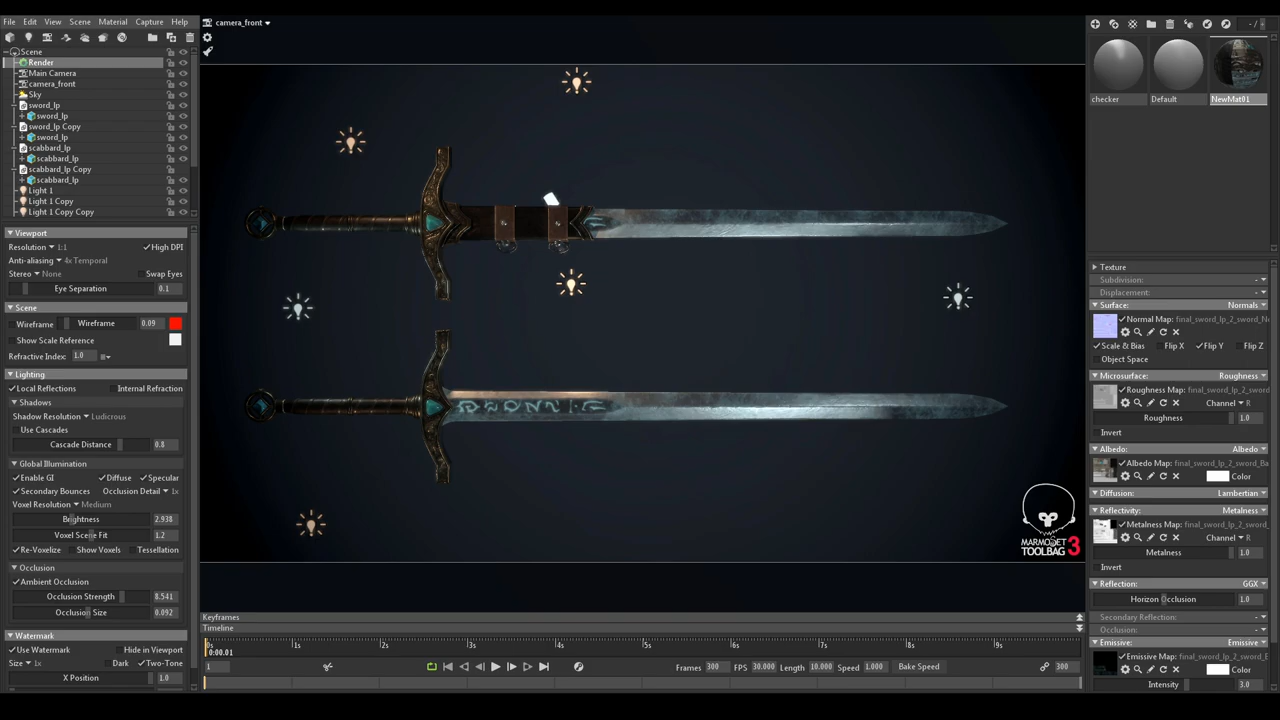 File Edit View Scene Material Capture Help
camera_front
Scene
Render
Main Camera
camera_front
Sky
sword_lp
sword_lp
sword_lp Copy
sword_lp
scabbard_lp
scabbard_lp
scabbard_lp Copy
scabbard_lp
Light 1
Light 1 Copy
Light 1 Copy Copy
Viewport
Resolution 1:1 High DPI
Anti-aliasing 4x Temporal
Stereo None Swap Eyes
Eye Separation 0.1
Scene
Wireframe Wireframe 0.09
Show Scale Reference
Refractive Index: 1.0
Lighting
Local Reflections Internal Refraction
Shadows
Shadow Resolution Ludicrous
Use Cascades
Cascade Distance 0.8
Global Illumination
Enable GI Diffuse Specular
Secondary Bounces Occlusion Detail 1x
Voxel Resolution Medium
Brightness 2.938
Voxel Scene Fit 1.2
Re-Voxelize Show Voxels Tessellation
Occlusion
Ambient Occlusion
Occlusion Strength 8.541
Occlusion Size 0.092
Watermark
Use Watermark Hide in Viewport
Size 1x Dark Two-Tone
X Position 1.0
MARMOSET
TOOLBAG 3
Keyframes
Timeline
0s 1s 2s 3s 4s 5s 6s 7s 8s 9s
0:00.01
1 Frames 300 FPS 30.000 Length 10.000 Speed 1.000 Bake Speed 300
- /
checker Default NewMat01
Texture
Subdivision: -
Displacement: -
Surface: Normals
Normal Map: final_sword_lp_2_sword_No
Scale & Bias Flip X Flip Y Flip Z
Object Space
Microsurface: Roughness
Roughness Map: final_sword_lp_2_sword
Channel R
Roughness 1.0
Invert
Albedo: Albedo
Albedo Map: final_sword_lp_2_sword_Ba
Color
Diffusion: Lambertian
Reflectivity: Metalness
Metalness Map: final_sword_lp_2_sword
Channel R
Metalness 1.0
Invert
Reflection: GGX
Horizon Occlusion 1.0
Secondary Reflection: -
Occlusion: -
Emissive: Emissive
Emissive Map: final_sword_lp_2_sword_E
Color
Intensity 3.0